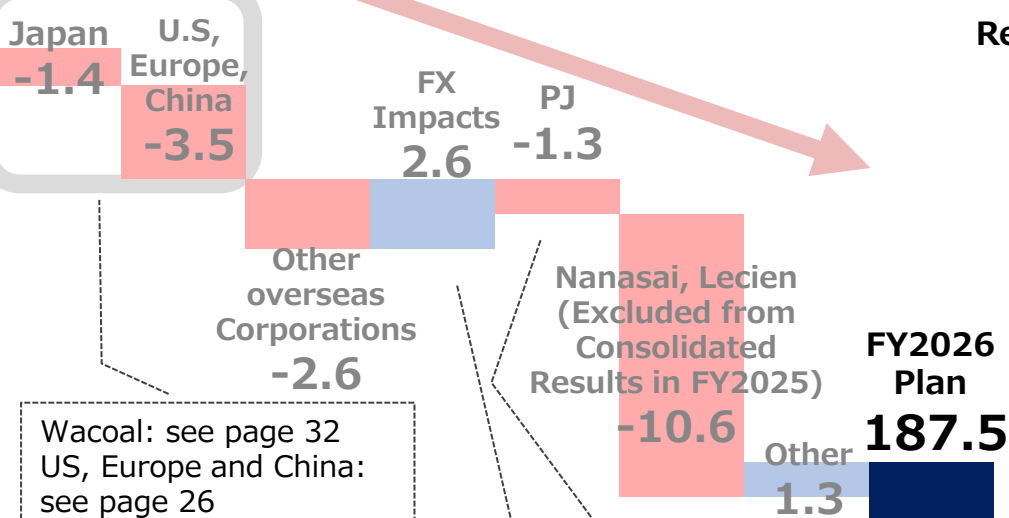 Japan
-1.4
U.S,
Europe,
China
-3.5
FX
Impacts
2.6
PJ
-1.3
Re
Other
overseas
Corporations
-2.6
Nanasai, Lecien
(Excluded from
Consolidated
Results in FY2025)
-10.6
Other
1.3
FY2026
Plan
187.5
Wacoal: see page 32
US, Europe and China:
see page 26